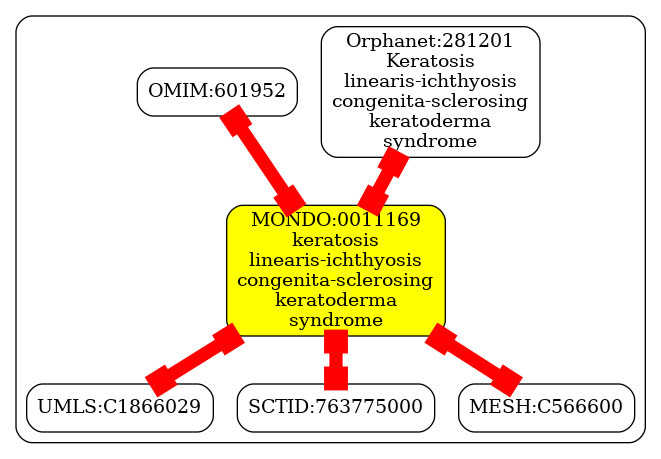 OMIM:601952
Orphanet:281201
Keratosis
linearis-ichthyosis
congenita-sclerosing
keratoderma
syndrome
MONDO:0011169
keratosis
linearis-ichthyosis
congenita-sclerosing
keratoderma
syndrome
UMLS:C1866029
SCTID:763775000
MESH:C566600